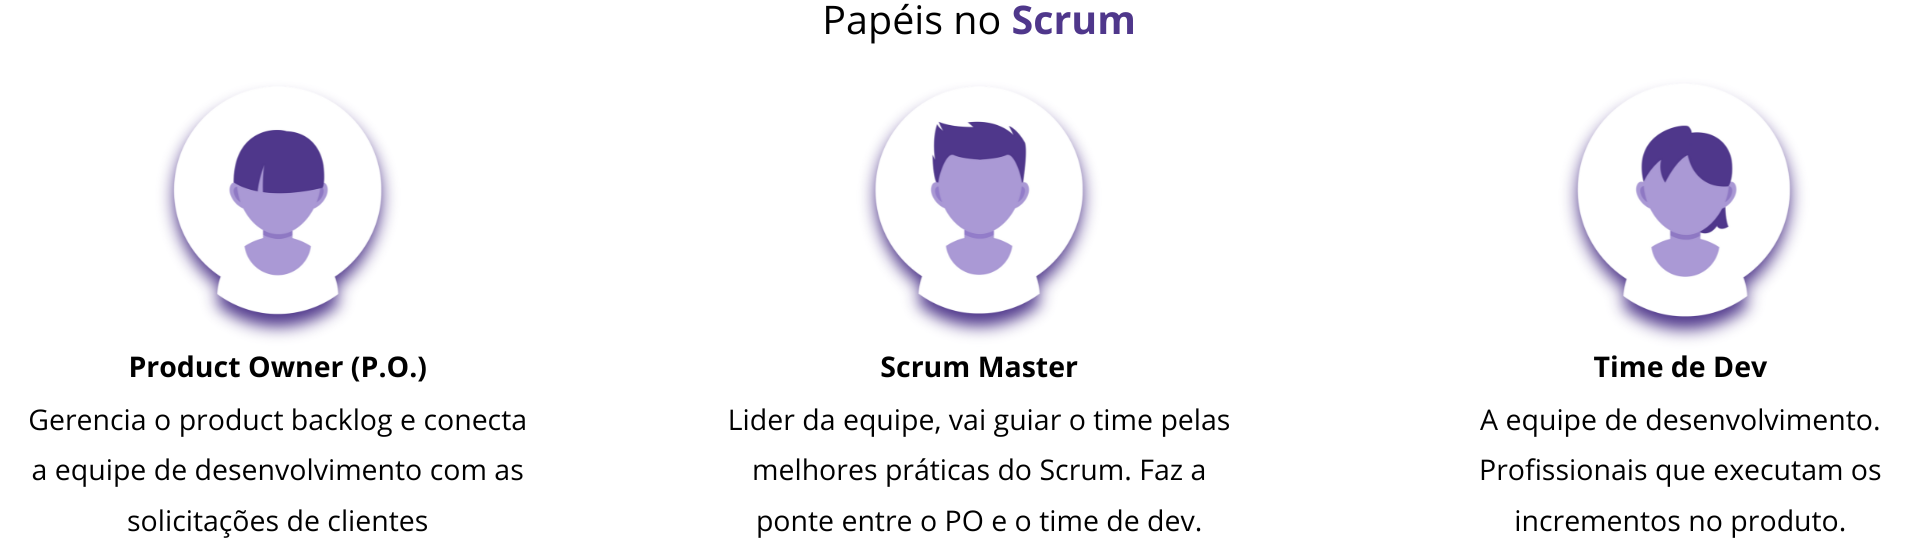 Papéis no Scrum
Product Owner (P.O.)
Gerencia o product backlog e conecta
a equipe de desenvolvimento com as
solicitações de clientes
Scrum Master
Lider da equipe, vai guiar o time pelas
melhores práticas do Scrum. Faz a
ponte entre o PO e o time de dev.
Time de Dev
A equipe de desenvolvimento.
Profissionais que executam os
incrementos no produto.